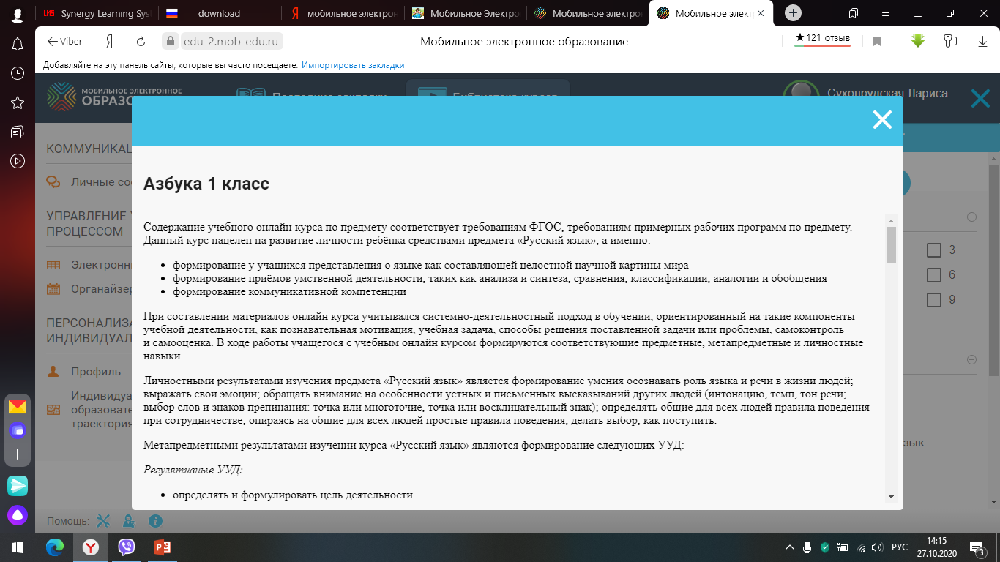 Synergy Learning Sys
download
мобильное электрон
Мобильное Электро
Мобильное электрон
Мобильное элект
Viber
edu-2.mob-edu.ru
Мобильное электронное образование
★121 отзыв
Добавляйте на эту панель сайты, которые вы часто посещаете. Импортировать закладки
МОБИЛЬНОЕ ЭЛЕКТРОННОЕ
ОБРАЗО
Сухопрудская Лариса
КОММУНИКАЦ
Личные соо
УПРАВЛЕНИЕ У
ПРОЦЕССОМ
Электронн
Органайзер
ПЕРСОНАЛИЗА
ИНДИВИДУАЛ
Профиль
Индивидуа
образовате
траектория
Азбука 1 класс
Содержание учебного онлайн курса по предмету соответствует требованиям ФГОС, требованиям примерных рабочих программ по предмету.
Данный курс нацелен на развитие личности ребёнка средствами предмета «Русский язык», а именно:
• формирование у учащихся представления о языке как составляющей целостной научной картины мира
• формирование приёмов умственной деятельности, таких как анализа и синтеза, сравнения, классификации, аналогии и обобщения
• формирование коммуникативной компетенции
При составлении материалов онлайн курса учитывался системно-деятельностный подход в обучении, ориентированный на такие компоненты
учебной деятельности, как познавательная мотивация, учебная задача, способы решения поставленной задачи или проблемы, самоконтроль
и самооценка. В ходе работы учащегося с учебным онлайн курсом формируются соответствующие предметные, метапредметные и личностные
навыки.
Личностными результатами изучения предмета «Русский язык» является формирование умения осознавать роль языка и речи в жизни людей;
выражать свои эмоции; обращать внимание на особенности устных и письменных высказываний других людей (интонацию, темп, тон речи;
выбор слов и знаков препинания: точка или многоточие, точка или восклицательный знак); определять общие для всех людей правила поведения
при сотрудничестве; опираясь на общие для всех людей простые правила поведения, делать выбор, как поступить.
Метапредметными результатами изучении курса «Русский язык» являются формирование следующих УУД:
Регулятивные УУД:
• определять и формулировать цель деятельности
3
6
9
зык
Помощь:
РУС
14:15
27.10.2020
3